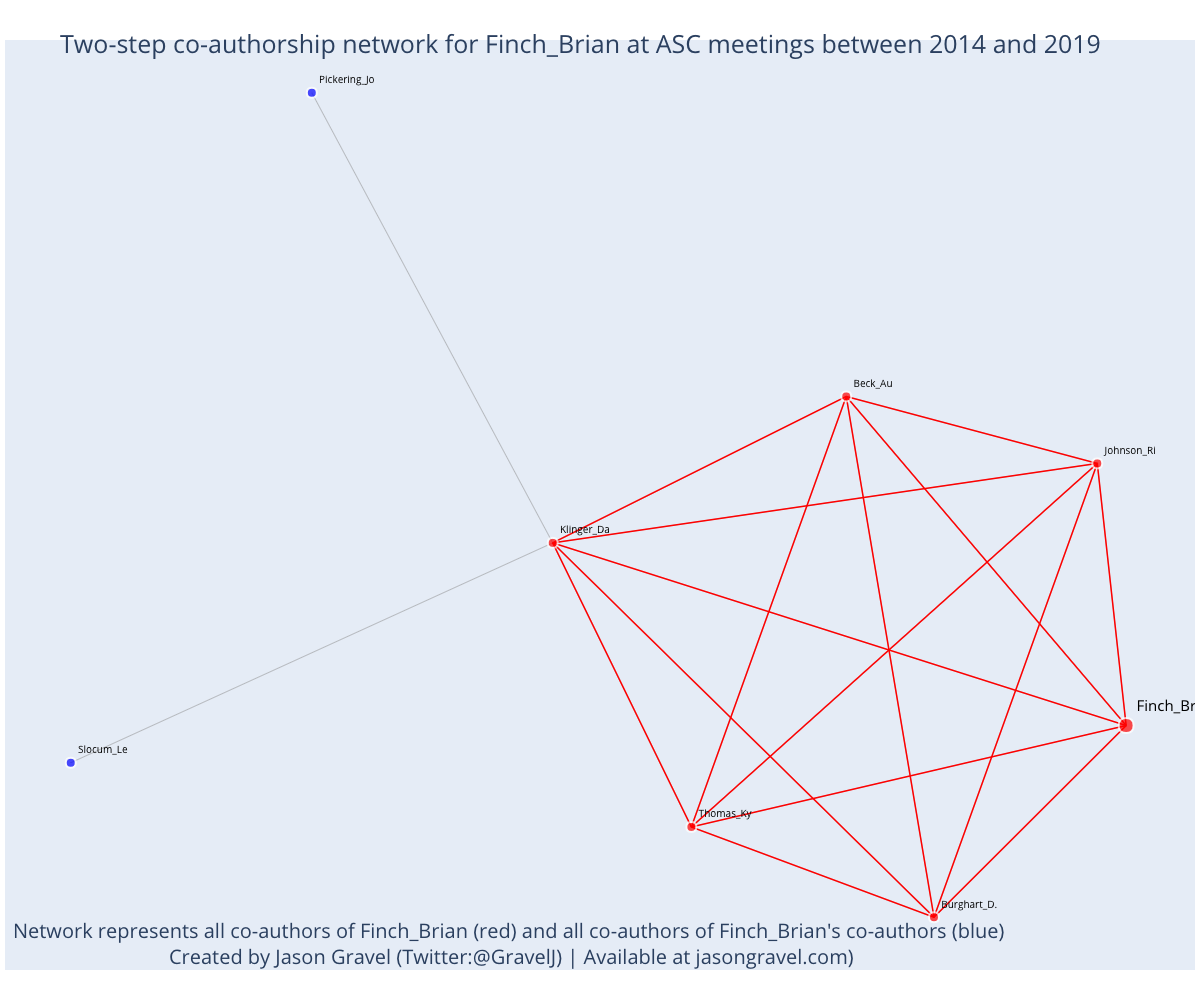 Two-step co-authorship network for Finch_Brian at ASC meetings between 2014 and 2019
Pickering_Jo
Beck_Au
Johnson_Ri
Klinger_Da
Finch_Br
Slocum_Le
Thomas_Ky
Burghart_D.
Network represents all co-authors of Finch_Brian (red) and all co-authors of Finch_Brian's co-authors (blue)
Created by Jason Gravel (Twitter:@GravelJ) | Available at jasongravel.com)